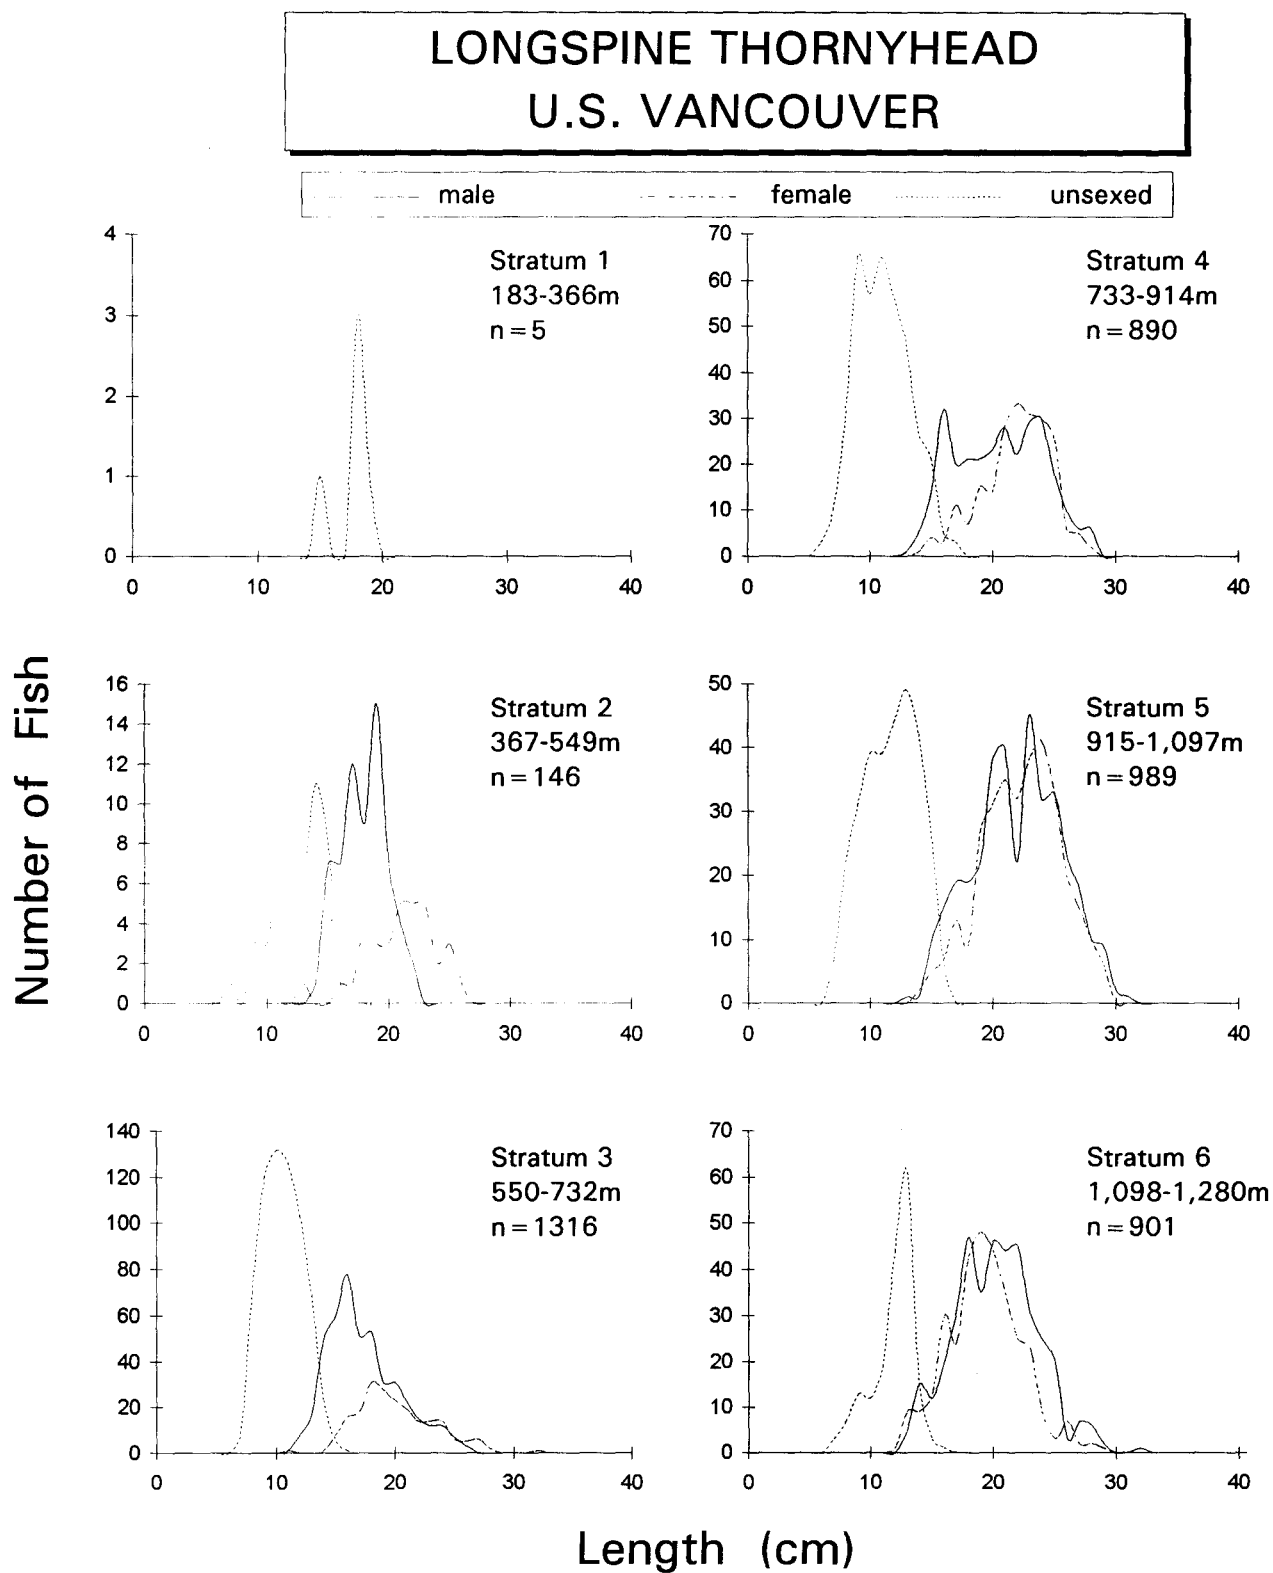 LONGSPINE THORNYHEAD
U.S. VANCOUVER
male female unsexed
Stratum 1
183-366m
n=5
4
3
2
1
0
0 10 20 30 40
Stratum 4
733-914m
n=890
70
60
50
40
30
20
10
0
0 10 20 30 40
Number of Fish
Stratum 2
367-549m
n=146
16
14
12
10
8
6
4
2
0
0 10 20 30 40
Stratum 5
915-1,097m
n=989
50
40
30
20
10
0
0 10 20 30 40
Stratum 3
550-732m
n=1316
140
120
100
80
60
40
20
0
0 10 20 30 40
Stratum 6
1,098-1,280m
n=901
70
60
50
40
30
20
10
0
0 10 20 30 40
Length (cm)